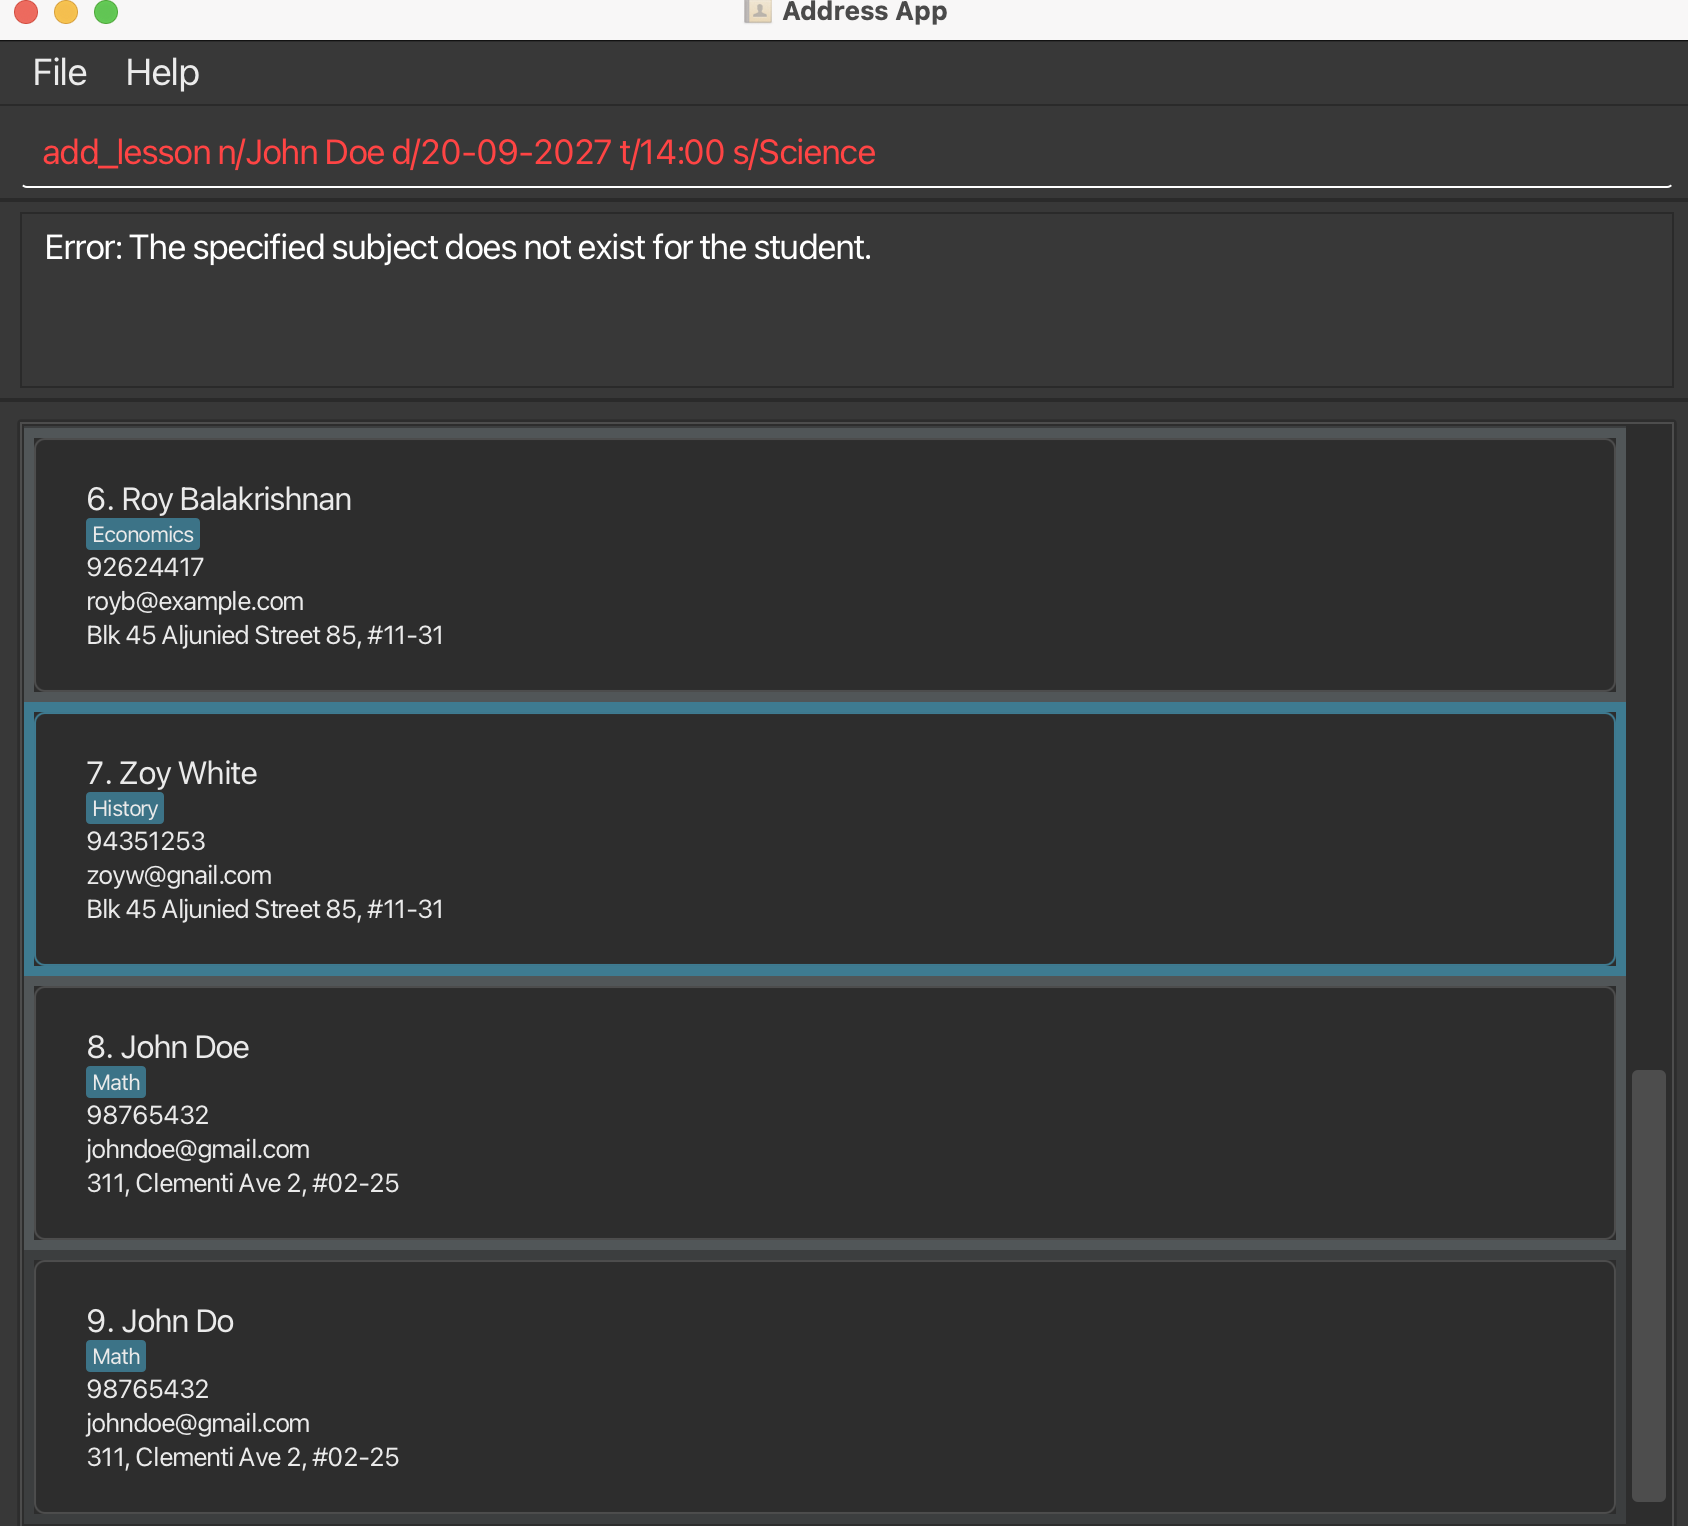 Address App
File Help
add_lesson n/John Doe d/20-09-2027 t/14:00 s/Science
Error: The specified subject does not exist for the student.
6. Roy Balakrishnan
Economics
92624417
royb@example.com
Blk 45 Aljunied Street 85, #11-31
7. Zoy White
History
94351253
zoyw@gnail.com
Blk 45 Aljunied Street 85, #11-31
8. John Doe
Math
98765432
johndoe@gmail.com
311, Clementi Ave 2, #02-25
9. John Do
Math
98765432
johndoe@gmail.com
311, Clementi Ave 2, #02-25